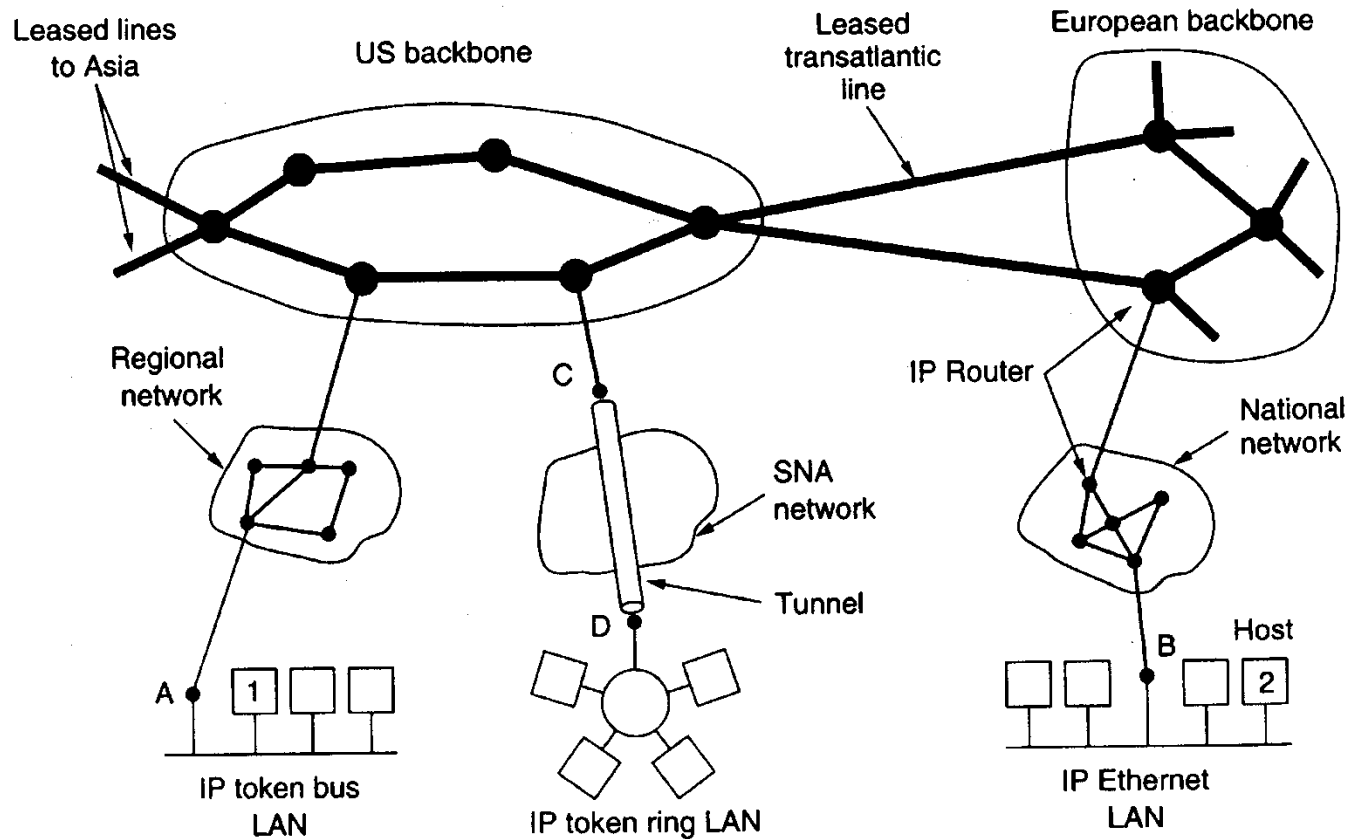 Leased lines
to Asia
US backbone
Leased
transatlantic
line
European backbone
Regional
network
C
IP Router
National
network
SNA
network
Tunnel
D
A
1
B
Host
2
IP token bus
LAN
IP token ring LAN
IP Ethernet
LAN